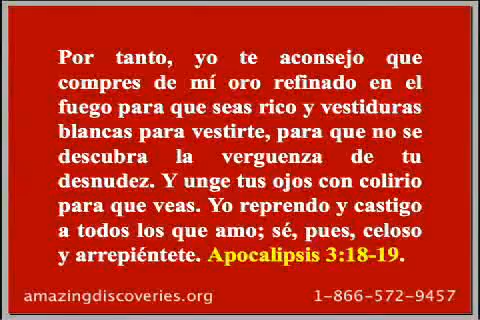 Por tanto, yo te aconsejo que
compres de mí oro refinado en el
fuego para que seas rico y vestiduras
blancas para vestirte, para que no se
descubra la verguenza de tu
desnudez. Y unge tus ojos con colirio
para que veas. Yo reprendo y castigo
a todos los que amo; sé, pues, celoso
y arrepiéntete. Apocalipsis 3:18-19.
amazingdiscoveries.org 1-866-572-9457